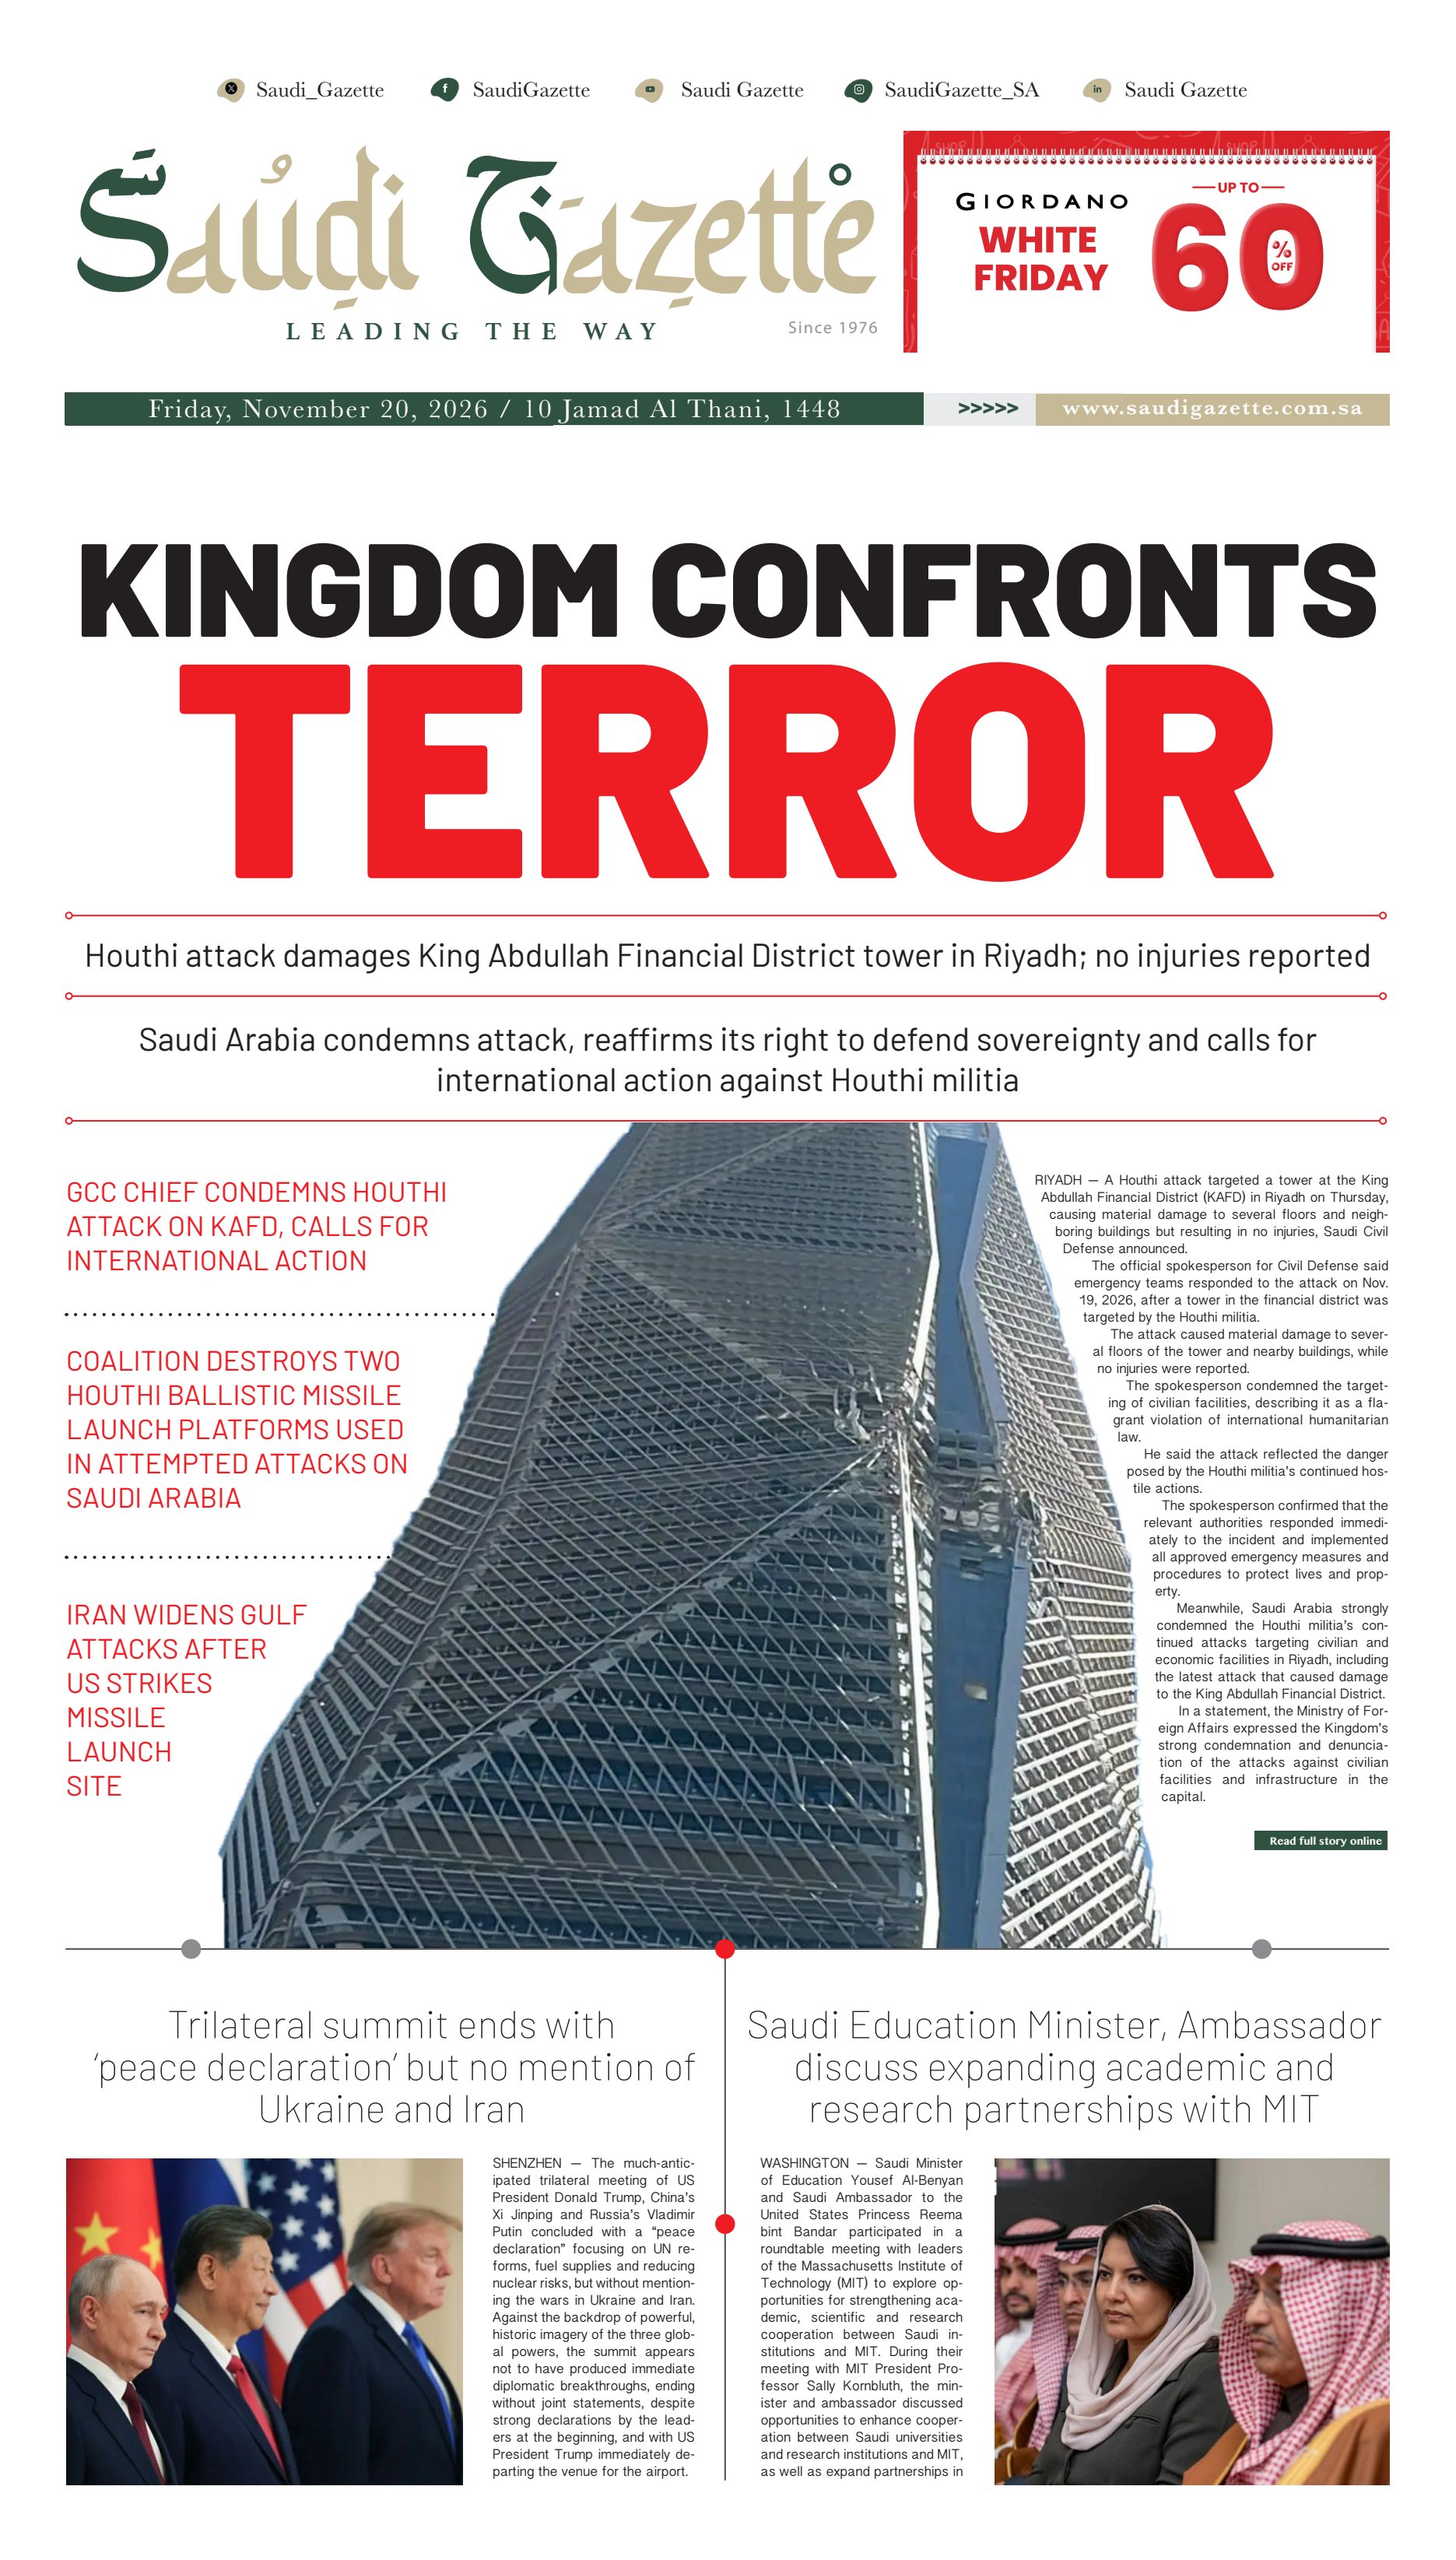 Saudi_Gazette
SaudiGazette
Saudi Gazette
SaudiGazette_SA
Saudi Gazette
Saudi Gazette
LEADING THE WAY
Since 1976
GIORDANO
WHITE
FRIDAY
UP TO
60
%
OFF
Friday, November 20, 2026 / 10 Jamad Al Thani, 1448
>>>>>
www.saudigazette.com.sa
KINGDOM CONFRONTS
TERROR
Houthi attack damages King Abdullah Financial District tower in Riyadh; no injuries reported
Saudi Arabia condemns attack, reaffirms its right to defend sovereignty and calls for
international action against Houthi militia
GCC CHIEF CONDEMNS HOUTHI
ATTACK ON KAFD, CALLS FOR
INTERNATIONAL ACTION
COALITION DESTROYS TWO
HOUTHI BALLISTIC MISSILE
LAUNCH PLATFORMS USED
IN ATTEMPTED ATTACKS ON
SAUDI ARABIA
IRAN WIDENS GULF
ATTACKS AFTER
US STRIKES
MISSILE
LAUNCH
SITE
RIYADH — A Houthi attack targeted a tower at the King
Abdullah Financial District (KAFD) in Riyadh on Thursday,
causing material damage to several floors and neigh-
boring buildings but resulting in no injuries, Saudi Civil
Defense announced.
The official spokesperson for Civil Defense said
emergency teams responded to the attack on Nov.
19, 2026, after a tower in the financial district was
targeted by the Houthi militia.
The attack caused material damage to sever-
al floors of the tower and nearby buildings, while
no injuries were reported.
The spokesperson condemned the target-
ing of civilian facilities, describing it as a fla-
grant violation of international humanitarian
law.
He said the attack reflected the danger
posed by the Houthi militia's continued hos-
tile actions.
The spokesperson confirmed that the
relevant authorities responded immedi-
ately to the incident and implemented
all approved emergency measures and
procedures to protect lives and prop-
erty.
Meanwhile, Saudi Arabia strongly
condemned the Houthi militia's con-
tinued attacks targeting civilian and
economic facilities in Riyadh, including
the latest attack that caused damage
to the King Abdullah Financial District.
In a statement, the Ministry of For-
eign Affairs expressed the Kingdom's
strong condemnation and denuncia-
tion of the attacks against civilian
facilities and infrastructure in the
capital.
Read full story online
Trilateral summit ends with
'peace declaration' but no mention of
Ukraine and Iran
SHENZHEN — The much-antic-
ipated trilateral meeting of US
President Donald Trump, China's
Xi Jinping and Russia's Vladimir
Putin concluded with a "peace
declaration" focusing on UN re-
forms, fuel supplies and reducing
nuclear risks, but without mention-
ing the wars in Ukraine and Iran.
Against the backdrop of powerful,
historic imagery of the three glob-
al powers, the summit appears
not to have produced immediate
diplomatic breakthroughs, ending
without joint statements, despite
strong declarations by the lead-
ers at the beginning, and with US
President Trump immediately de-
parting the venue for the airport.
Saudi Education Minister, Ambassador
discuss expanding academic and
research partnerships with MIT
WASHINGTON — Saudi Minister
of Education Yousef Al-Benyan
and Saudi Ambassador to the
United States Princess Reema
bint Bandar participated in a
roundtable meeting with leaders
of the Massachusetts Institute of
Technology (MIT) to explore op-
portunities for strengthening aca-
demic, scientific and research
cooperation between Saudi in-
stitutions and MIT. During their
meeting with MIT President Pro-
fessor Sally Kornbluth, the min-
ister and ambassador discussed
opportunities to enhance cooper-
ation between Saudi universities
and research institutions and MIT,
as well as expand partnerships in